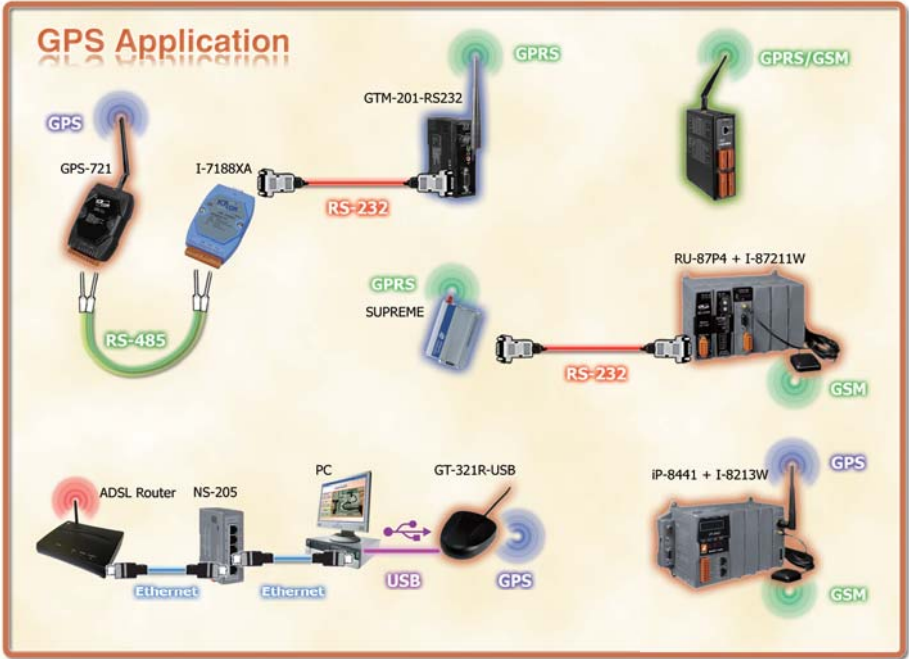 GPS Application
GPRS
GPRS/GSM
GTM-201-RS232
GPS
GPS-721
I-7188XA
RS-232
RU-87P4 + I-87211W
GPRS
SUPREME
RS-485
RS-232
GSM
PC
GT-321R-USB
GPS
iP-8441 + I-8213W
ADSL Router
NS-205
Ethernet
Ethernet
USB
GPS
GSM